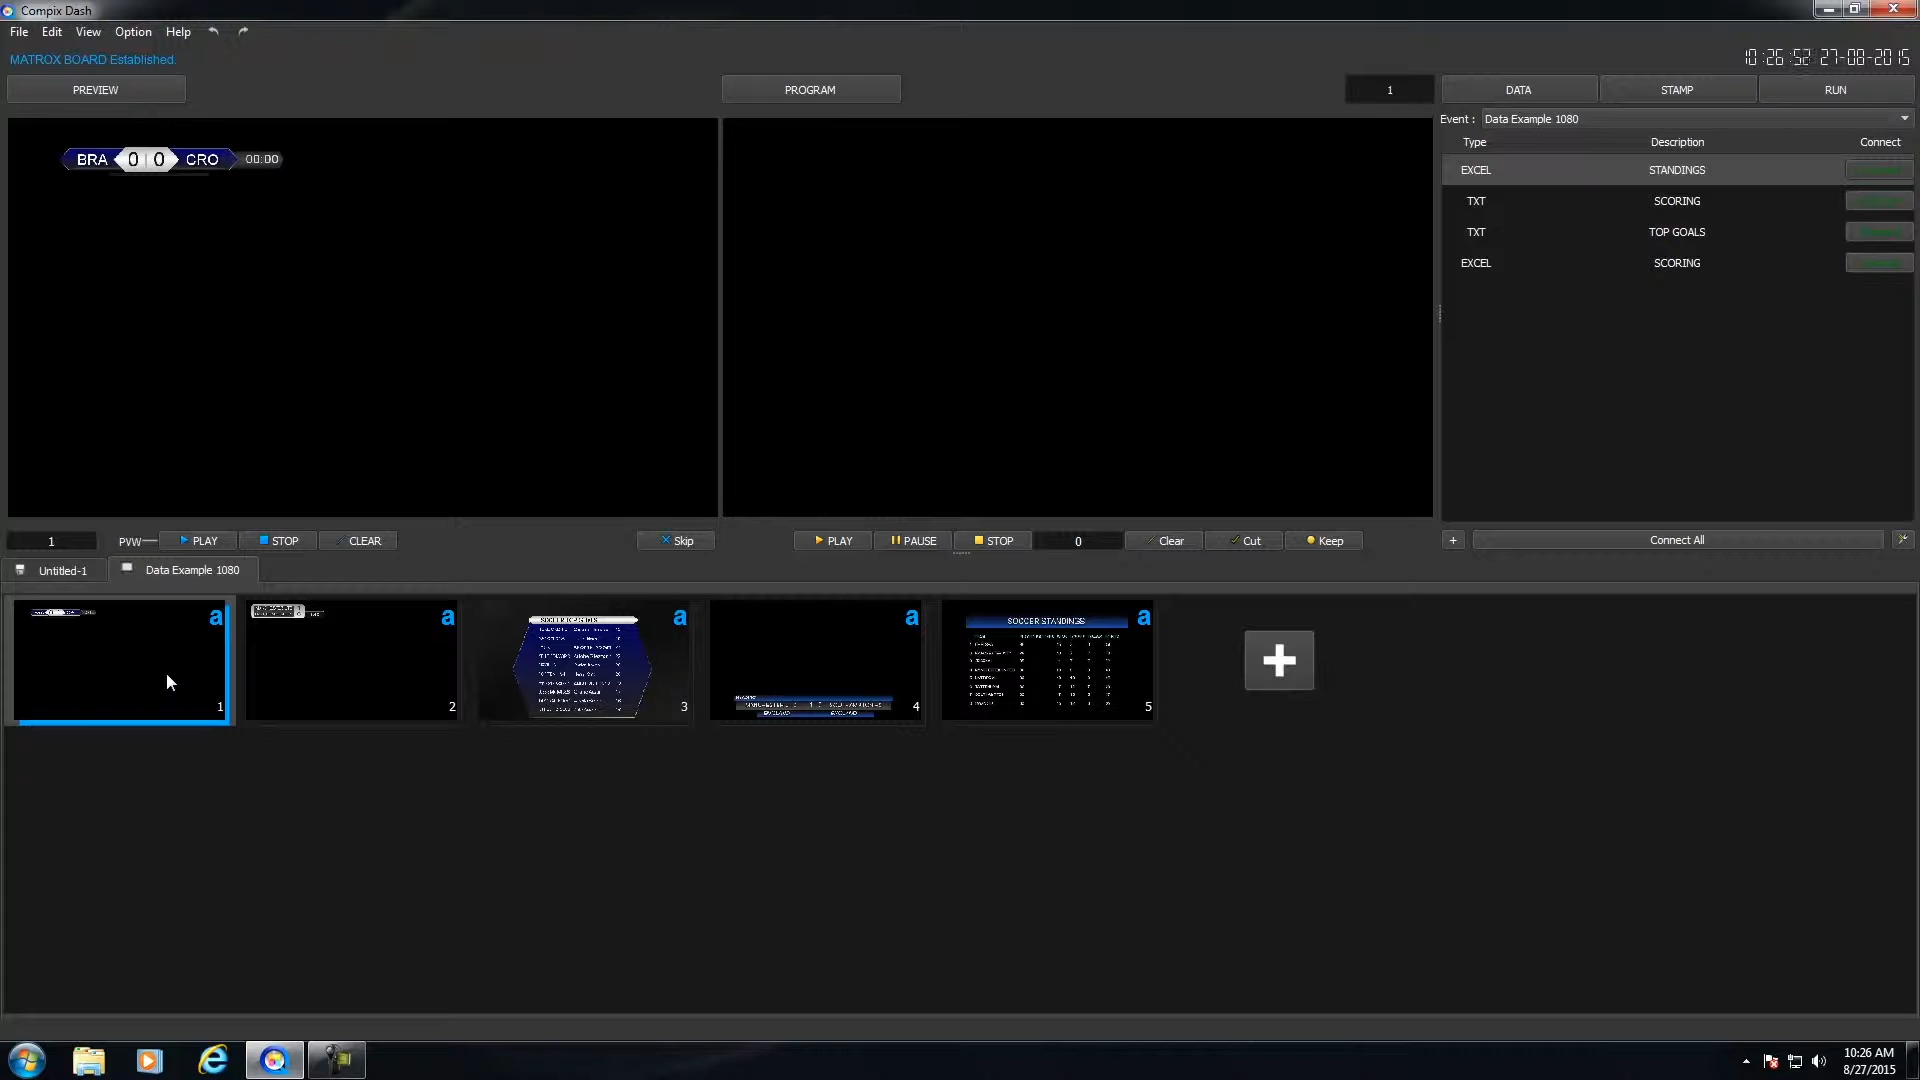 Compix Dash
File Edit View Option Help
MATROX BOARD Established.
10:26:52 27-08-2015
PREVIEW
PROGRAM
1
DATA
STAMP
RUN
Event : Data Example 1080
Type Description Connect
EXCEL STANDINGS
TXT SCORING
TXT TOP GOALS
EXCEL SCORING
BRA 0 0 CRO 00:00
1 PVW PLAY STOP CLEAR Skip
PLAY PAUSE STOP 0 Clear Cut Keep
+ Connect All
Untitled-1 Data Example 1080
a 1
a 2
a 3
a 4
SOCCER STANDINGS
a 5
10:26 AM
8/27/2015